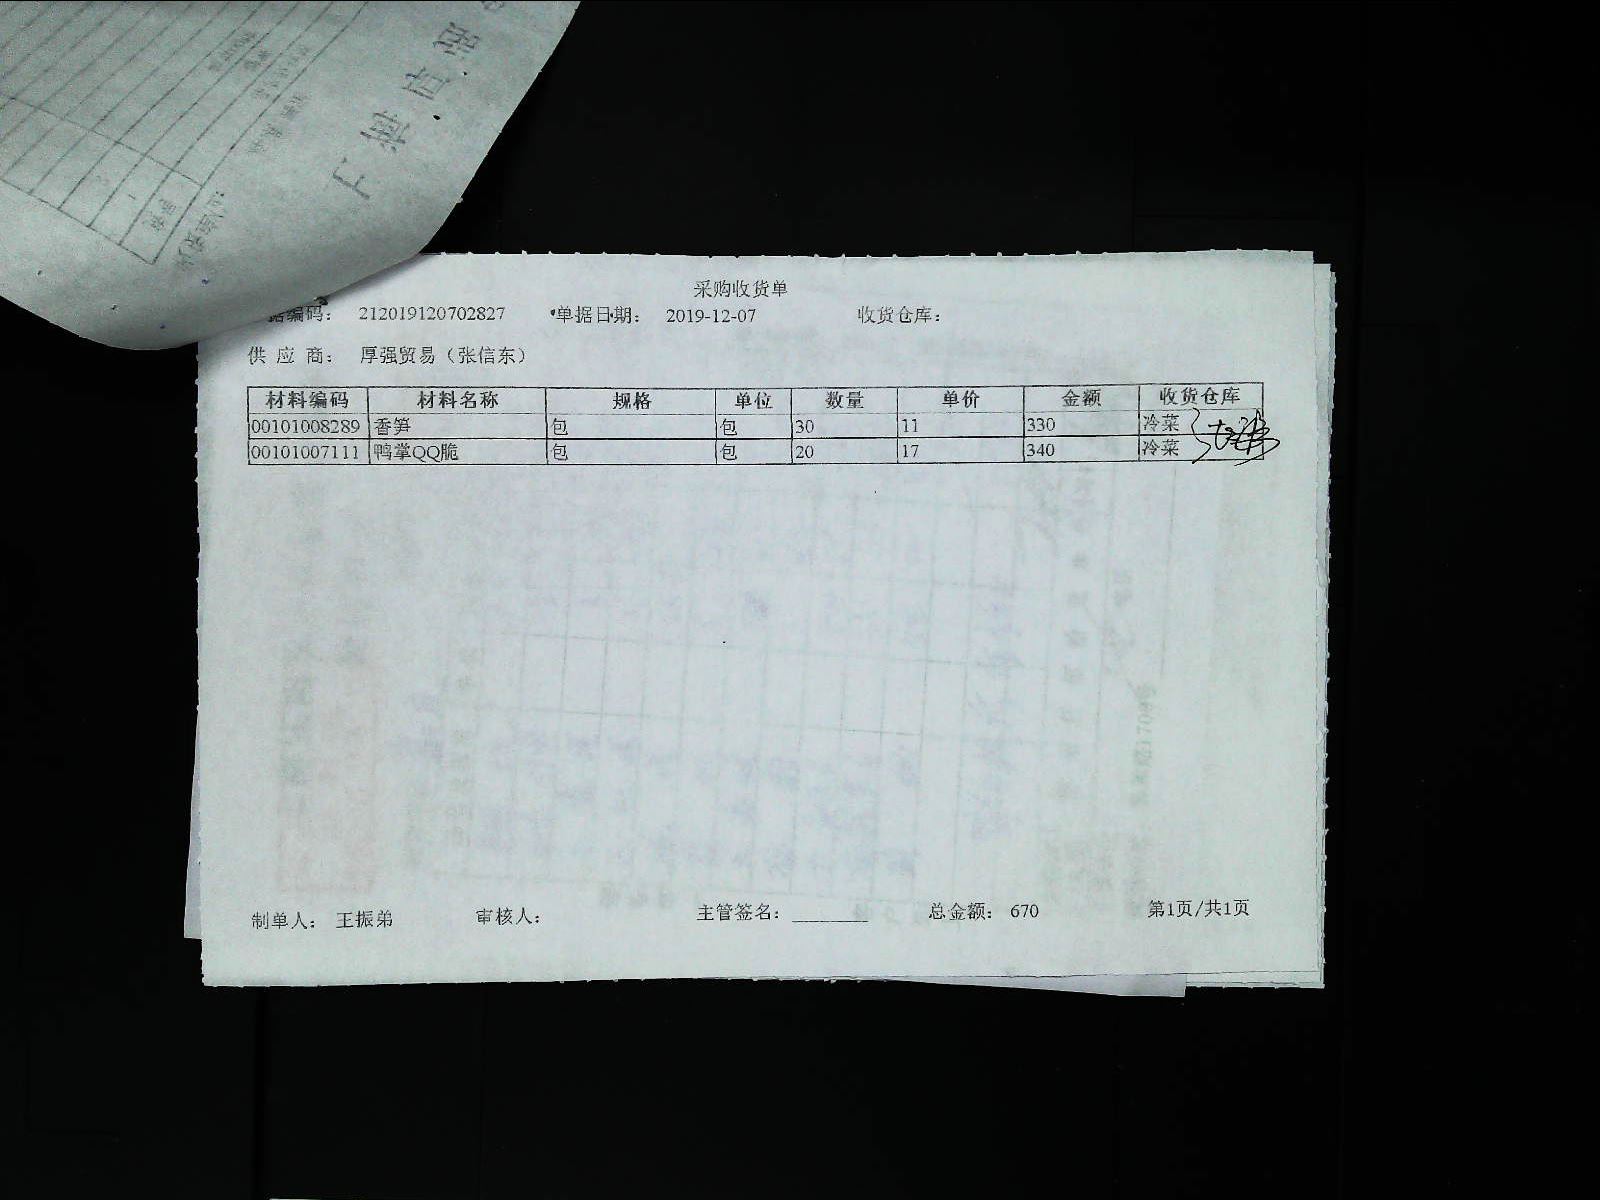 采购收货单
据编码： 212019120702827 单据日期： 2019-12-07 收货仓库：
供 应 商： 厚强贸易（张信东）
材料编码 材料名称 规格 单位 数量 单价 金额 收货仓库
00101008289 香笋 包 包 30 11 330 冷菜
00101007111 鸭掌QQ脆 包 包 20 17 340 冷菜
制单人： 王振弟 审核人： 主管签名： ________ 总金额： 670 第1页/共1页